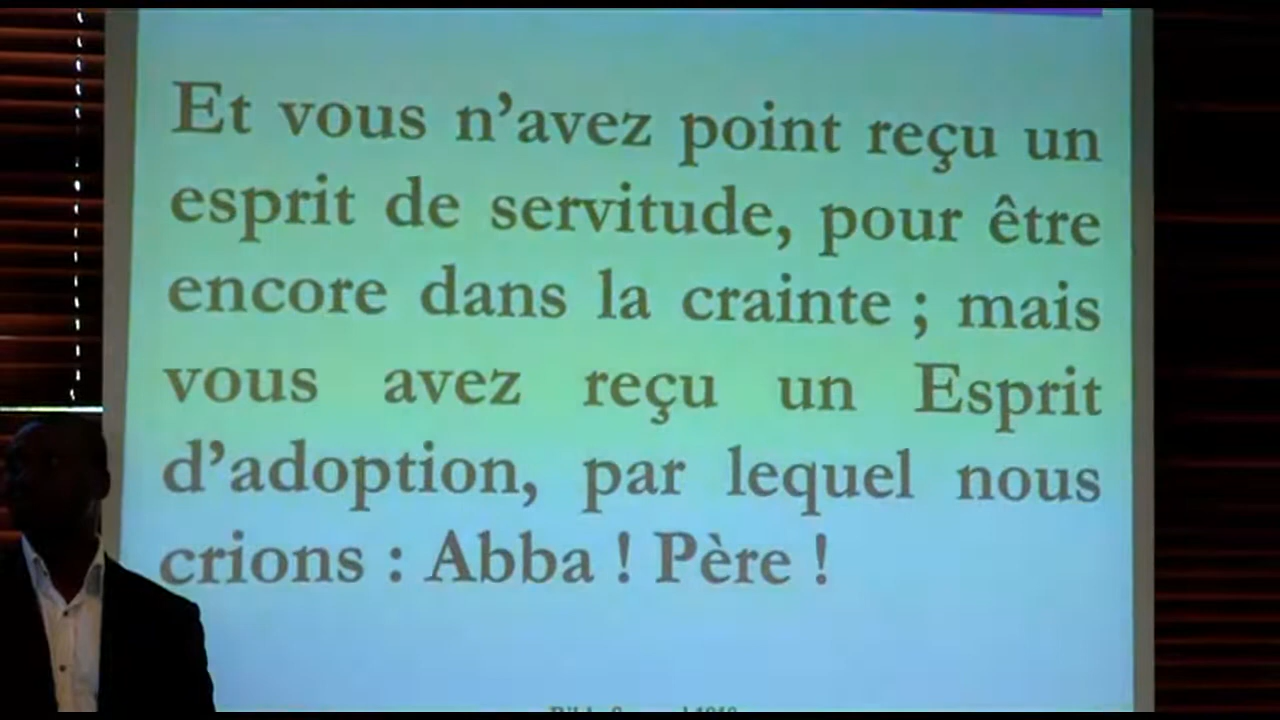 Et vous n’avez point reçu un
esprit de servitude, pour être
encore dans la crainte ; mais
vous avez reçu un Esprit
d’adoption, par lequel nous
crions : Abba ! Père !